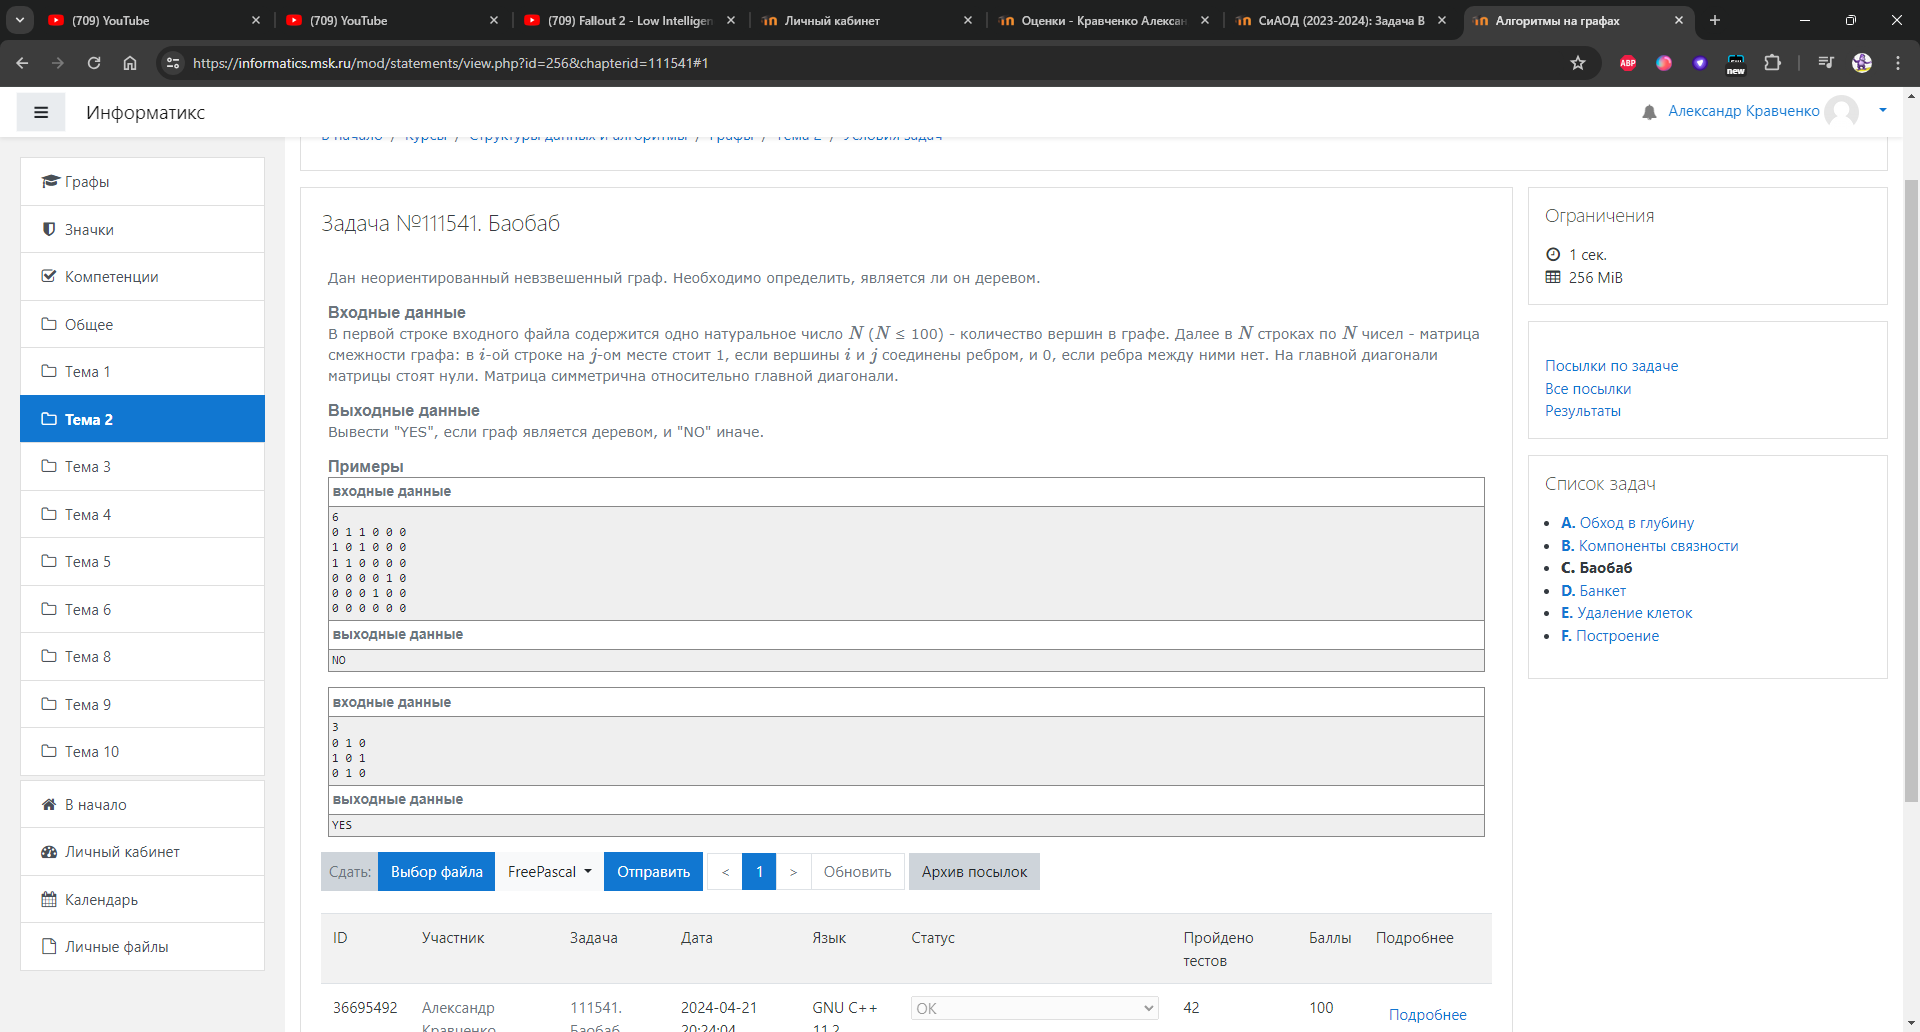 (709) YouTube
(709) YouTube
(709) Fallout 2 - Low Intelligen
Личный кабинет
Оценки - Кравченко Алексан
СиАОД (2023-2024): Задача B
Алгоритмы на графах
https://informatics.msk.ru/mod/statements/view.php?id=256&chapterid=111541#1
ABP
new
Информатикс
Александр Кравченко
В начало / Курсы / Структуры данных и алгоритмы / Графы / Тема 2 / Условия задач
Графы
Значки
Компетенции
Общее
Тема 1
Тема 2
Тема 3
Тема 4
Тема 5
Тема 6
Тема 8
Тема 9
Тема 10
В начало
Личный кабинет
Календарь
Личные файлы
Задача №111541. Баобаб
Дан неориентированный невзвешенный граф. Необходимо определить, является ли он деревом.
Входные данные
В первой строке входного файла содержится одно натуральное число N (N ≤ 100) - количество вершин в графе. Далее в N строках по N чисел - матрица
смежности графа: в i-ой строке на j-ом месте стоит 1, если вершины i и j соединены ребром, и 0, если ребра между ними нет. На главной диагонали
матрицы стоят нули. Матрица симметрична относительно главной диагонали.
Выходные данные
Вывести "YES", если граф является деревом, и "NO" иначе.
Примеры
входные данные
6
0 1 1 0 0 0
1 0 1 0 0 0
1 1 0 0 0 0
0 0 0 0 1 0
0 0 0 1 0 0
0 0 0 0 0 0
выходные данные
NO
входные данные
3
0 1 0
1 0 1
0 1 0
выходные данные
YES
Сдать: Выбор файла FreePascal Отправить < 1 > Обновить Архив посылок
ID Участник Задача Дата Язык Статус Пройдено тестов Баллы Подробнее
36695492 Александр Кравченко 111541. Баобаб 2024-04-21 20:24:04 GNU C++ 11.2 OK 42 100 Подробнее
Ограничения
1 сек.
256 MiB
Посылки по задаче
Все посылки
Результаты
Список задач
A. Обход в глубину
B. Компоненты связности
C. Баобаб
D. Банкет
E. Удаление клеток
F. Построение